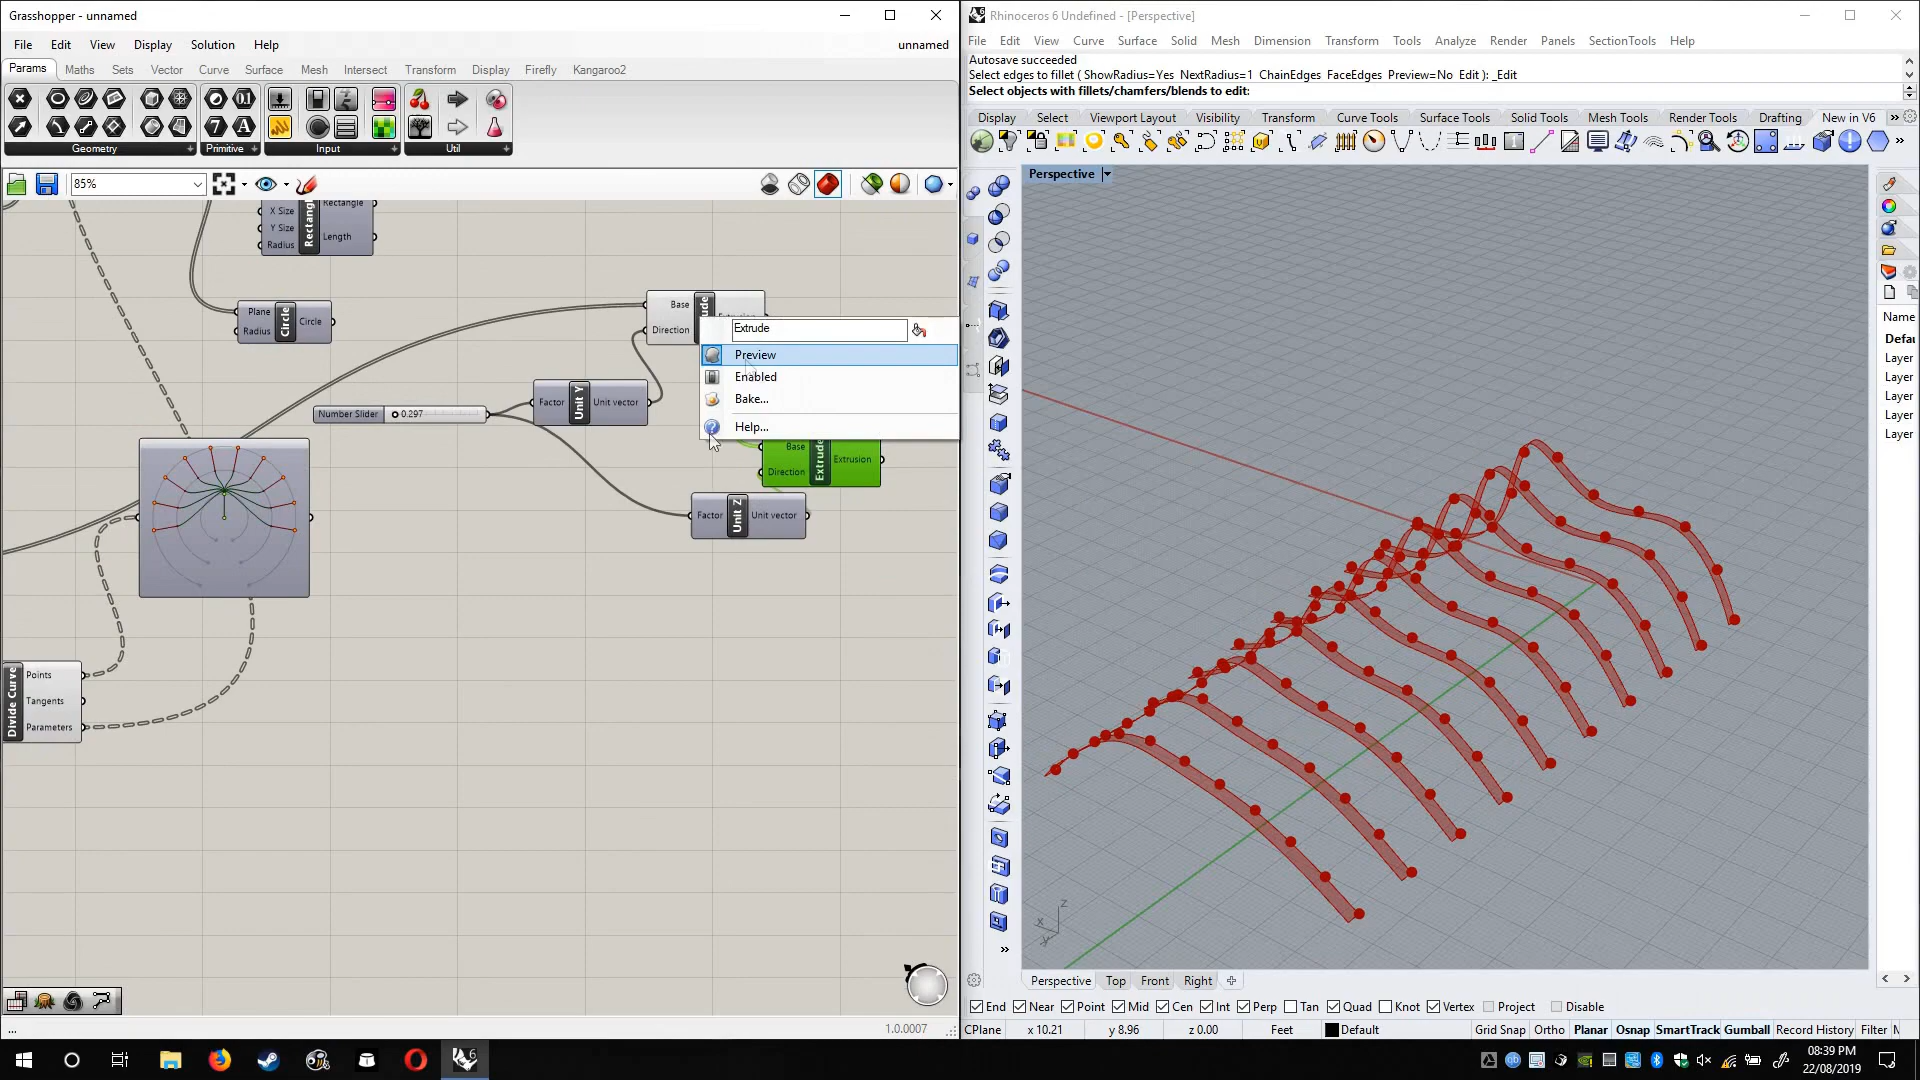 Grasshopper - unnamed
File Edit View Display Solution Help
unnamed
Params Maths Sets Vector Curve Surface Mesh Intersect Transform Display Firefly Kangaroo2
Geometry Primitive Input Util
85%
Rectangle
X Size
Y Size
Radius
Rectangle
Length
Plane
Radius
Circle
Circle
Base
Direction
Extrude
Preview
Enabled
Bake...
Help...
Number Slider 0.297
Factor Unit Y Unit vector
Base
Direction
Extrude
Extrusion
Factor Unit Z Unit vector
Divide Curve
Points
Tangents
Parameters
...
1.0.0007
Rhinoceros 6 Undefined - [Perspective]
File Edit View Curve Surface Solid Mesh Dimension Transform Tools Analyze Render Panels SectionTools Help
Autosave succeeded
Select edges to fillet ( ShowRadius=Yes NextRadius=1 ChainEdges FaceEdges Preview=No Edit ): _Edit
Select objects with fillets/chamfers/blends to edit:
Display Select Viewport Layout Visibility Transform Curve Tools Surface Tools Solid Tools Mesh Tools Render Tools Drafting New in V6
Perspective
Name
Defau
Layer
Layer
Layer
Layer
Layer
z
x
y
Perspective Top Front Right
End Near Point Mid Cen Int Perp Tan Quad Knot Vertex Project Disable
CPlane x 10.21 y 8.96 z 0.00 Feet Default Grid Snap Ortho Planar Osnap SmartTrack Gumball Record History Filter
08:39 PM
22/08/2019